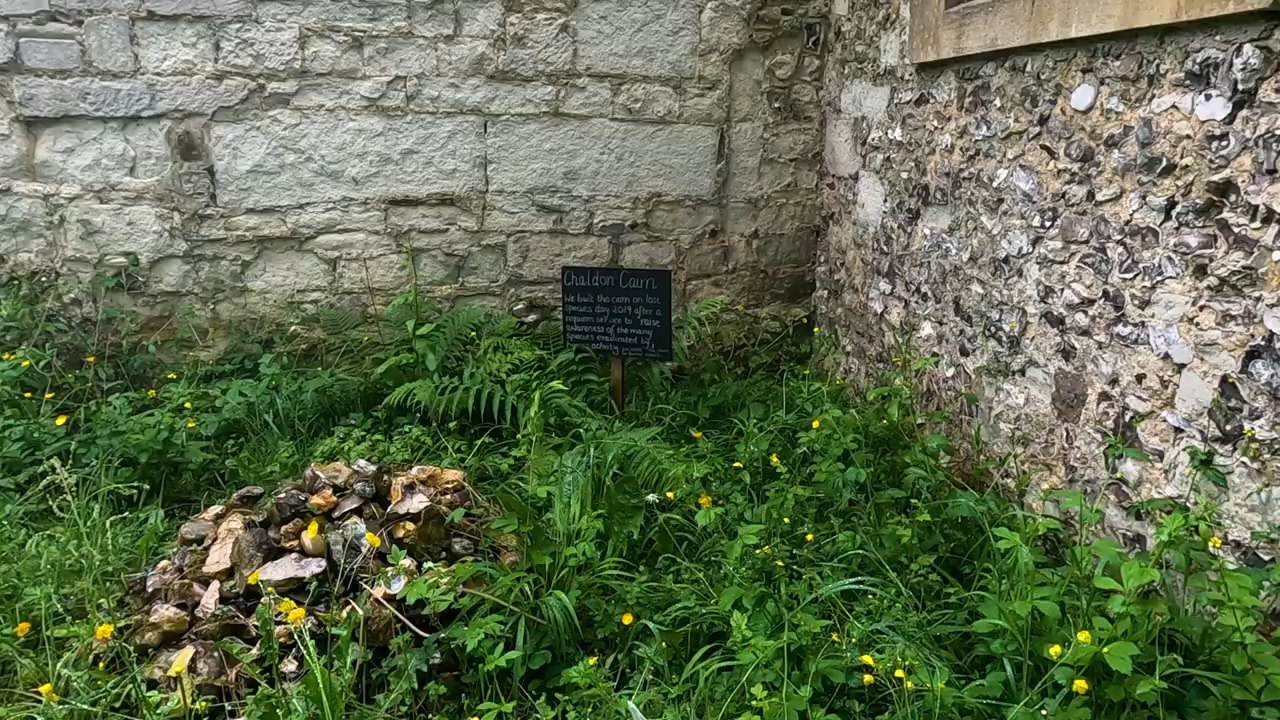 Chaldon Cairn
We built this cairn on lost
species day 2019 after a
requiem service to "raise
awareness of the many
species eradicated by
activity